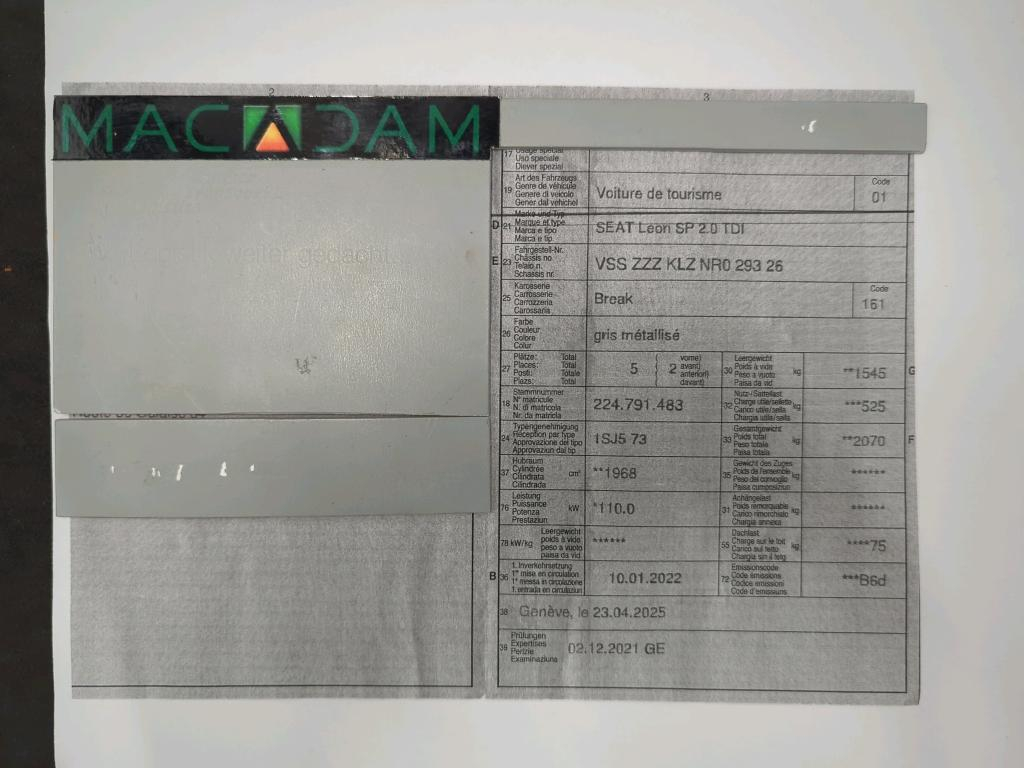 2
3
MACADAM
17 Usage spécial
Uso speciale
Diever spezial
19 Art des Fahrzeugs
Genre de véhicule
Genere di veicolo
Gener dal vehichel
Voiture de tourisme
Code
01
D 21 Marke und Typ
Marque et type
Marca e tipo
Marca e tip
SEAT Leon SP 2.0 TDI
E 23 Fahrgestell-Nr.
Châssis no
Telaio n.
Schassis nr.
VSS ZZZ KLZ NR0 293 26
25 Karosserie
Carrosserie
Carrozzeria
Carossaria
Break
Code
161
26 Farbe
Couleur
Colore
Colur
gris métallisé
27 Plätze: Total
Places: Total
Posti: Totale
Plazs: Total
5 ( 2 vorne)
avant)
anteriori)
davant)
30 Leergewicht
Poids à vide
Peso a vuoto
Paisa da vid
kg
**1545 G
18 Stammnummer
N° matricule
N. di matricola
Nr. da matricla
224.791.483
32 Nutz-/Sattellast
Charge utile/sellette
Carico utile/sella
Chargia utila/sella
kg
***525
24 Typengenehmigung
Réception par type
Approvazione del tipo
Approvaziun dal tip
1SJ5 73
33 Gesamtgewicht
Poids total
Peso totale
Paisa totala
kg
**2070 F
37 Hubraum
Cylindrée
Cilindrata
Cilindrada
cm³
**1968
35 Gewicht des Zuges
Poids de l'ensemble
Peso del convoglio
Paisa cumposiziun
kg
******
76 Leistung
Puissance
Potenza
Prestaziun
kW
*110.0
31 Anhängelast
Poids remorquable
Carico rimorchiato
Chargia annexa
kg
******
78 kW/kg Leergewicht
poids à vide
peso a vuoto
paisa da vid
******
55 Dachlast
Charge sur le toit
Carico sul tetto
Chargia sin il tetg
kg
****75
B 36 1. Inverkehrsetzung
1re mise en circulation
1a messa in circolazione
1. entrada en circulaziun
10.01.2022
72 Emissionscode
Code émissions
Codice emissioni
Code d'emissiuns
***B6d
38 Genève, le 23.04.2025
39 Prüfungen
Expertises
Perizie
Examinaziuns
02.12.2021 GE